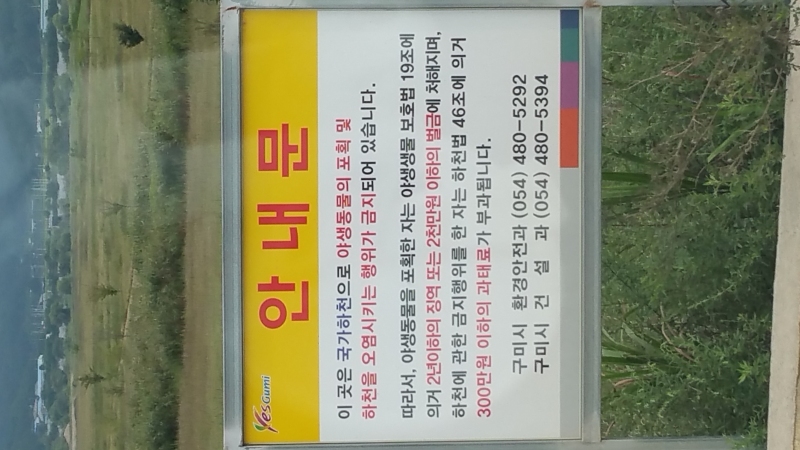 Yes Gumi
안내문
이 곳은 국가하천으로 야생동물의 포획 및
하천을 오염시키는 행위가 금지되어 있습니다.
따라서, 야생동물을 포획한 자는 야생생물 보호법 19조에
의거 2년이하의 징역 또는 2천만원 이하의 벌금에 처해지며,
하천에 관한 금지행위를 한 자는 하천법 46조에 의거
300만원 이하의 과태료가 부과됩니다.
구미시 환경안전과 (054) 480-5292
구미시 건 설 과 (054) 480-5394